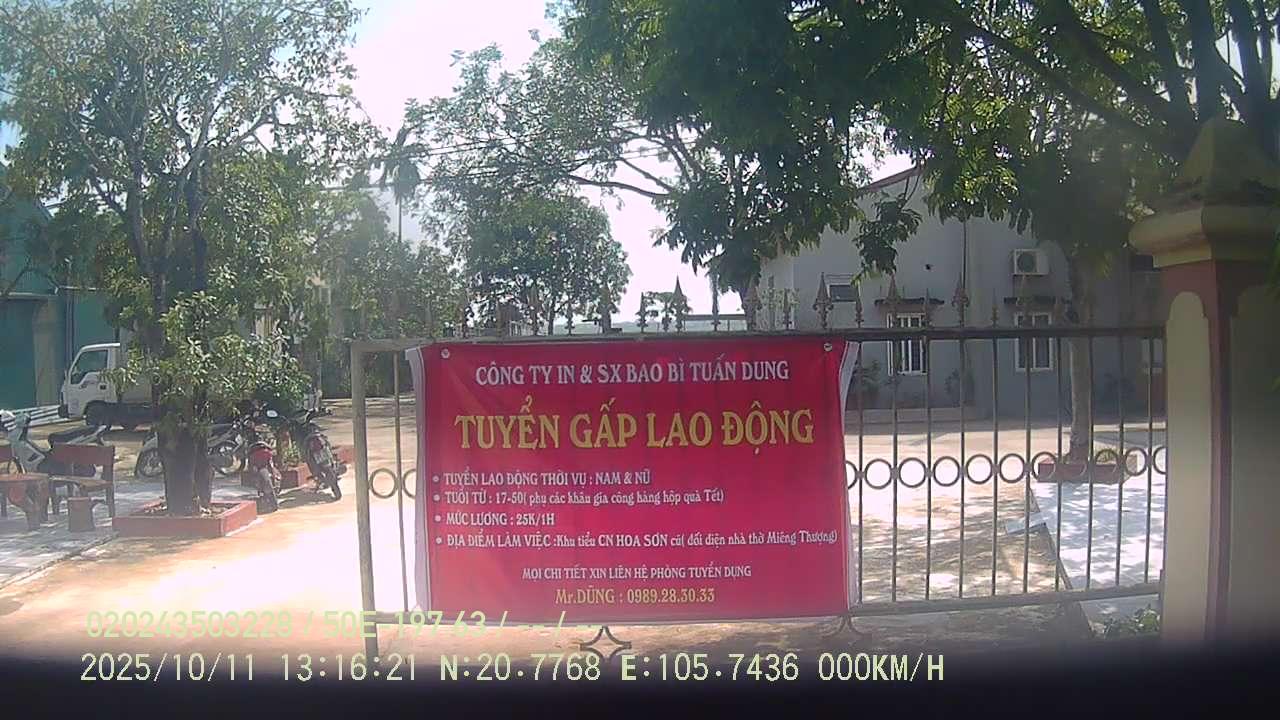 CÔNG TY IN & SX BAO BÌ TUẤN DUNG
TUYỂN GẤP LAO ĐỘNG
• TUYỂN LAO ĐỘNG THỜI VỤ : NAM & NỮ
• TUỔI TỪ : 17-50( phụ các khâu gia công hàng hộp quà Tết)
• MỨC LƯƠNG : 25K/1H
• ĐỊA ĐIỂM LÀM VIỆC :Khu tiểu CN HOA SƠN cũ( đối diện nhà thờ Miêng Thượng)
MỌI CHI TIẾT XIN LIÊN HỆ PHÒNG TUYỂN DỤNG
Mr.DŨNG : 0989.28.30.33
020243503228 / 50E-197.63 / -- / --
2025/10/11 13:16:21 N:20.7768 E:105.7436 000KM/H